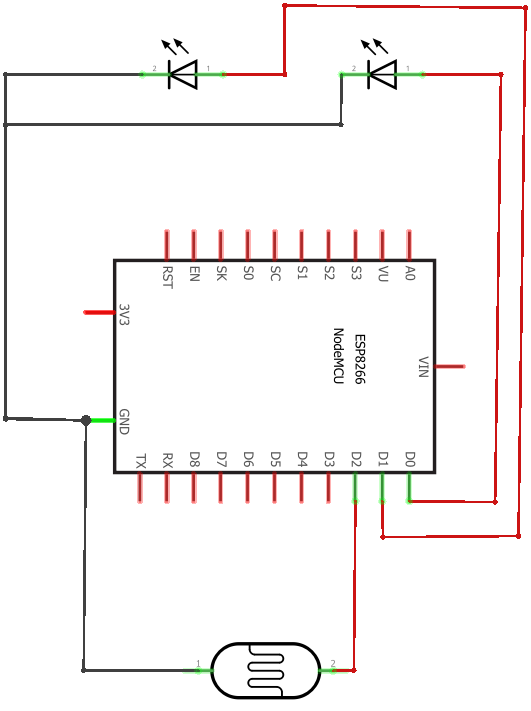 2 1 2 1
RST EN SK S0 SC S1 S2 S3 VU A0
3V3
ESP8266
NodeMCU
VIN
GND
TX RX D8 D7 D6 D5 D4 D3 D2 D1 D0
1 2